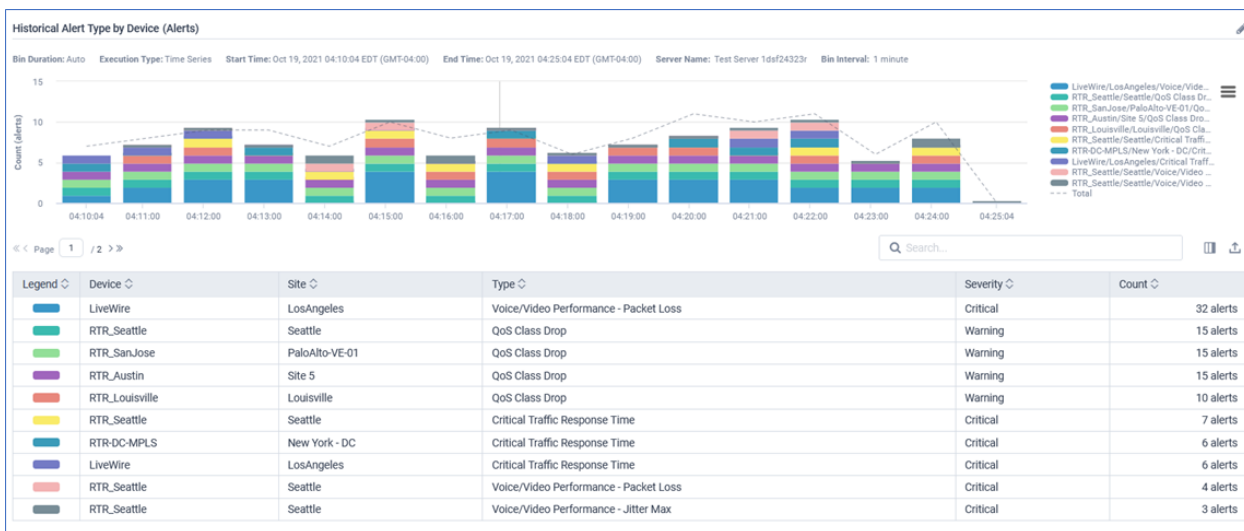 Historical Alert Type by Device (Alerts)
Bin Duration: Auto Execution Type: Time Series Start Time: Oct 19, 2021 04:10:04 EDT (GMT-04:00) End Time: Oct 19, 2021 04:25:04 EDT (GMT-04:00) Server Name: Test Server 1dsf24323r Bin Interval: 1 minute
Count (alerts)
15
10
5
0
04:10:04 04:11:00 04:12:00 04:13:00 04:14:00 04:15:00 04:16:00 04:17:00 04:18:00 04:19:00 04:20:00 04:21:00 04:22:00 04:23:00 04:24:00 04:25:04
LiveWire/LosAngeles/Voice/Vide...
RTR_Seattle/Seattle/QoS Class Dr...
RTR_SanJose/PaloAlto-VE-01/Qo...
RTR_Austin/Site 5/QoS Class Dro...
RTR_Louisville/Louisville/QoS Cla...
RTR_Seattle/Seattle/Critical Traffi...
RTR-DC-MPLS/New York - DC/Crit...
LiveWire/LosAngeles/Critical Traff...
RTR_Seattle/Seattle/Voice/Video ...
RTR_Seattle/Seattle/Voice/Video ...
Total
Page 1 / 2
Search...
Legend Device Site Type Severity Count
LiveWire LosAngeles Voice/Video Performance - Packet Loss Critical 32 alerts
RTR_Seattle Seattle QoS Class Drop Warning 15 alerts
RTR_SanJose PaloAlto-VE-01 QoS Class Drop Warning 15 alerts
RTR_Austin Site 5 QoS Class Drop Warning 15 alerts
RTR_Louisville Louisville QoS Class Drop Warning 10 alerts
RTR_Seattle Seattle Critical Traffic Response Time Critical 7 alerts
RTR-DC-MPLS New York - DC Critical Traffic Response Time Critical 6 alerts
LiveWire LosAngeles Critical Traffic Response Time Critical 6 alerts
RTR_Seattle Seattle Voice/Video Performance - Packet Loss Critical 4 alerts
RTR_Seattle Seattle Voice/Video Performance - Jitter Max Critical 3 alerts